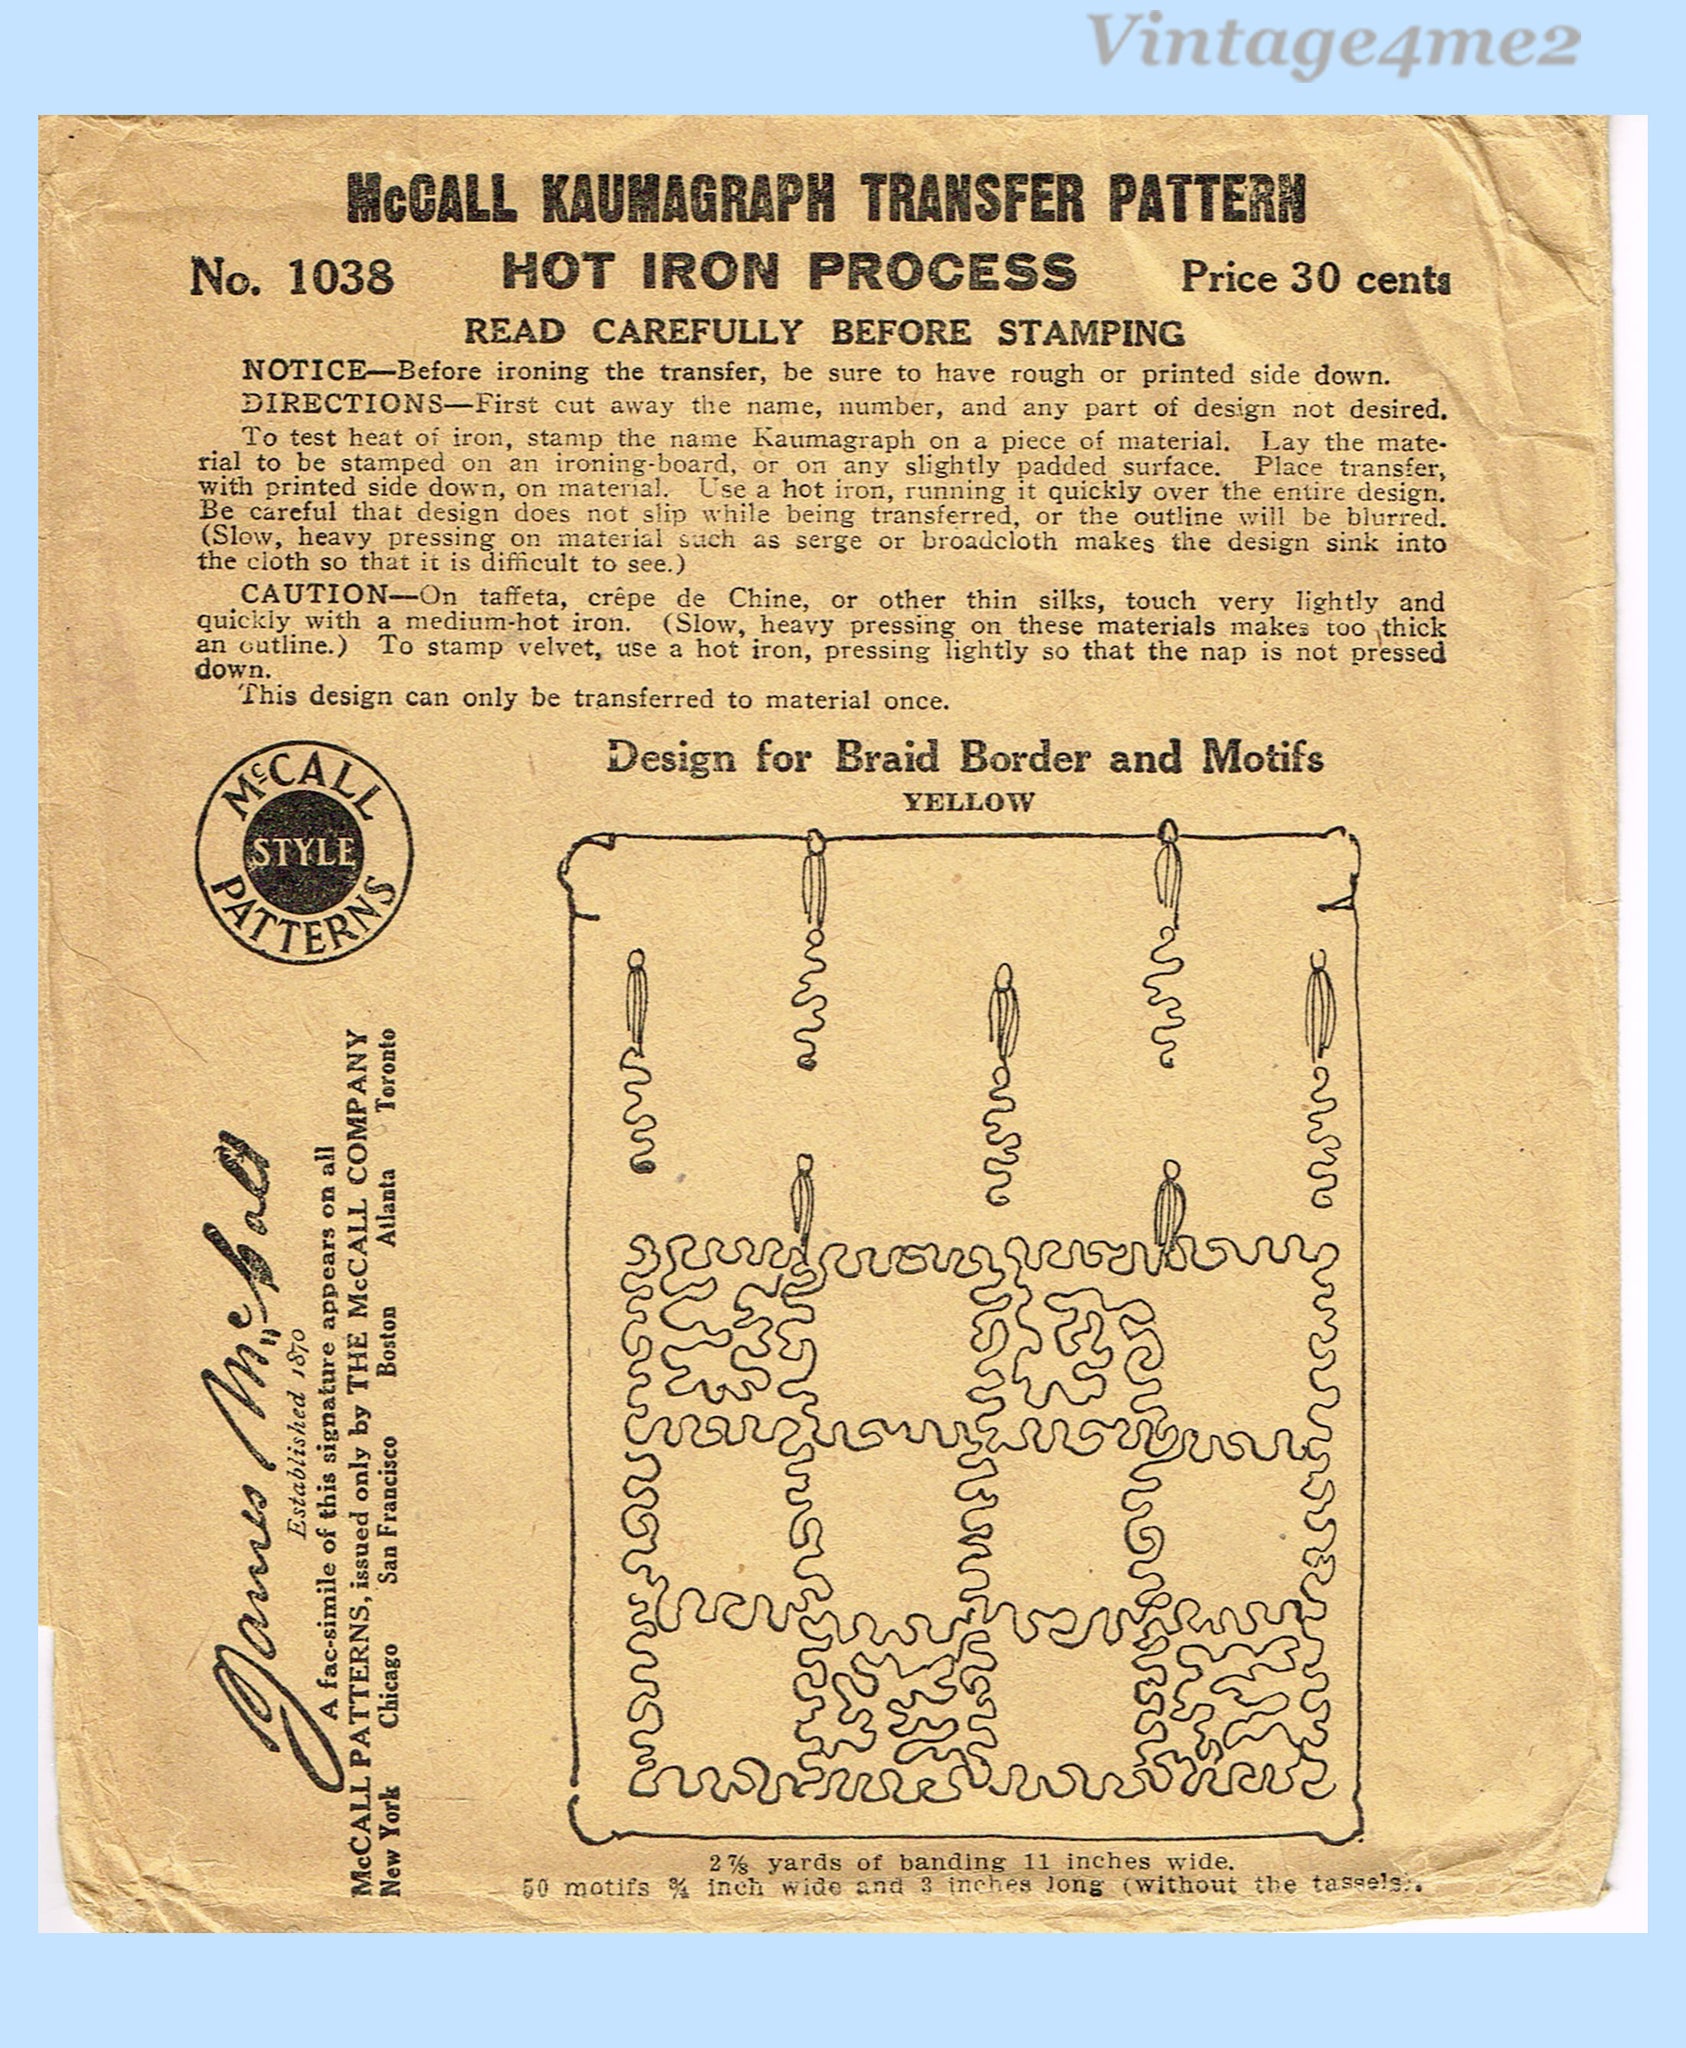 Vintage4me2
McCALL KAUMAGRAPH TRANSFER PATTERN
No. 1038 HOT IRON PROCESS Price 30 cents
READ CAREFULLY BEFORE STAMPING
NOTICE—Before ironing the transfer, be sure to have rough or printed side down.
DIRECTIONS—First cut away the name, number, and any part of design not desired.
To test heat of iron, stamp the name Kaumagraph on a piece of material. Lay the mate-
rial to be stamped on an ironing-board, or on any slightly padded surface. Place transfer,
with printed side down, on material. Use a hot iron, running it quickly over the entire design.
Be careful that design does not slip while being transferred, or the outline will be blurred.
(Slow, heavy pressing on material such as serge or broadcloth makes the design sink into
the cloth so that it is difficult to see.)
CAUTION—On taffeta, crêpe de Chine, or other thin silks, touch very lightly and
quickly with a medium-hot iron. (Slow, heavy pressing on these materials makes too thick
an outline.) To stamp velvet, use a hot iron, pressing lightly so that the nap is not pressed
down.
This design can only be transferred to material once.
McCALL
STYLE
PATTERNS
Design for Braid Border and Motifs
YELLOW
James McCall
Established 1870
A fac-simile of this signature appears on all
McCALL PATTERNS, issued only by THE McCALL COMPANY
New York Chicago San Francisco Boston Atlanta Toronto
2 ⅞ yards of banding 11 inches wide.
50 motifs ¾ inch wide and 3 inches long (without the tassels).